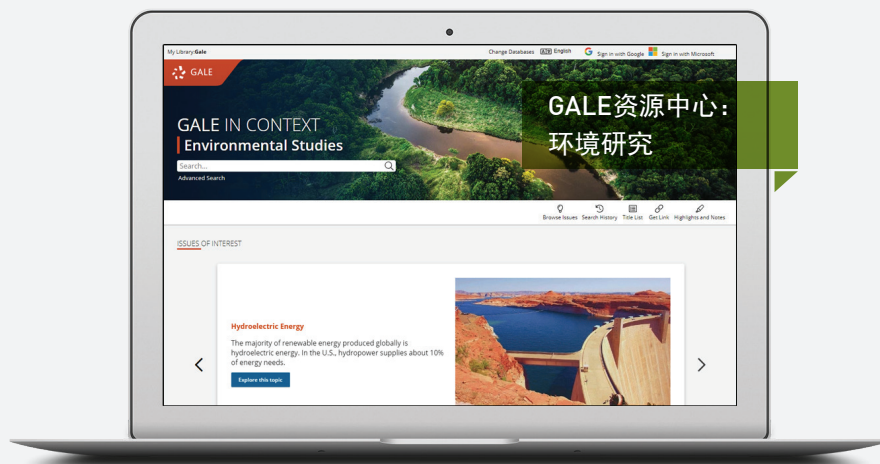 My Library:Gale
Change Databases
English
Sign in with Google
Sign in with Microsoft
GALE
GALE IN CONTEXT
Environmental Studies
GALE资源中心:
环境研究
Search...
Advanced Search
Browse Issues
Search History
Title List
Get Link
Highlights and Notes
ISSUES OF INTEREST
Hydroelectric Energy
The majority of renewable energy produced globally is
hydroelectric energy. In the U.S., hydropower supplies about 10%
of energy needs.
Explore this topic